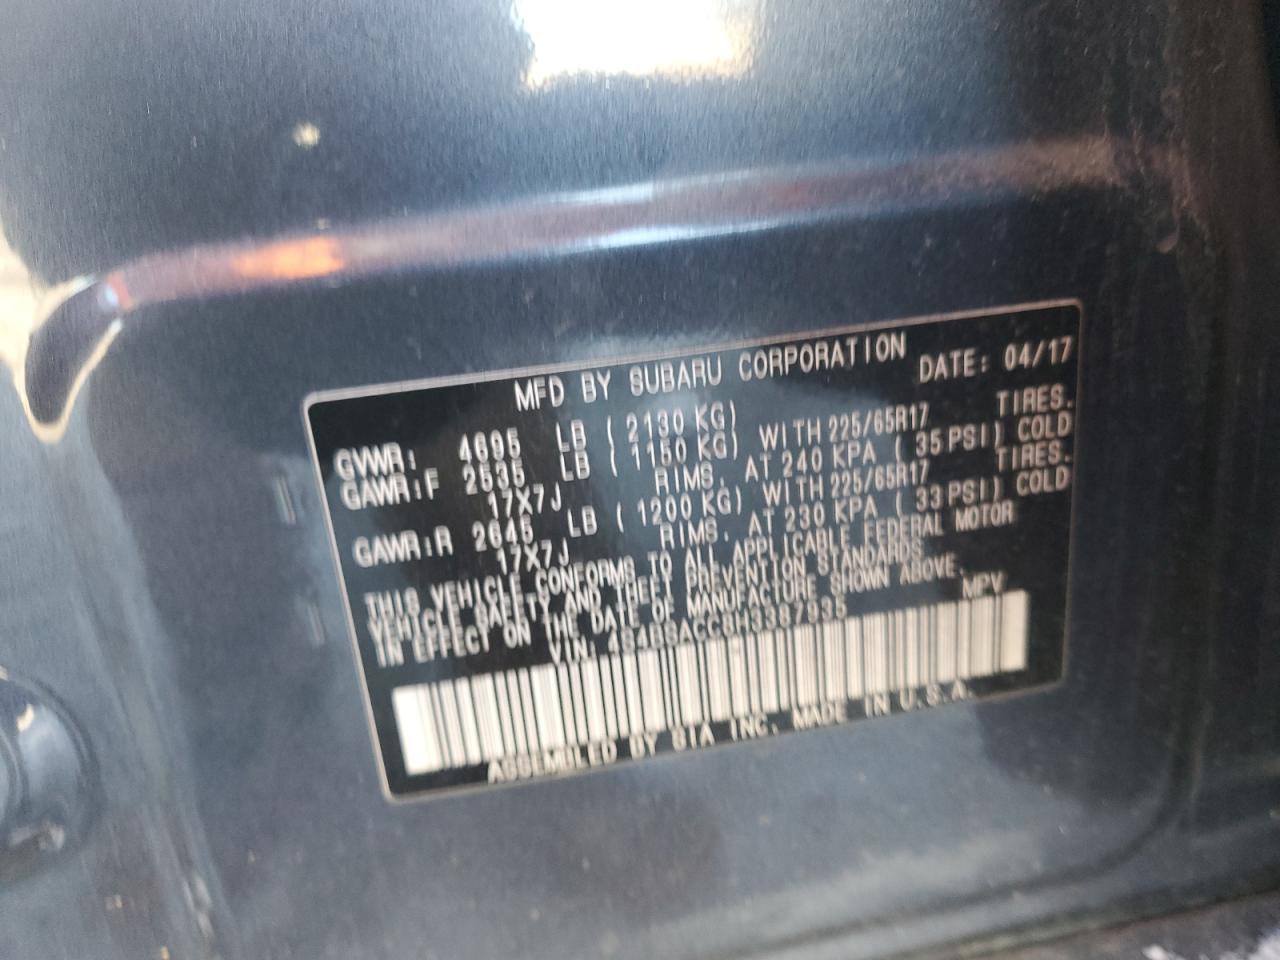 MFD BY SUBARU CORPORATION DATE: 04/17
GVWR: 4695 LB ( 2130 KG)
GAWR:F 2535 LB ( 1150 KG) WITH 225/65R17 TIRES.
17X7J RIMS. AT 240 KPA ( 35 PSI) COLD
GAWR:R 2645 LB ( 1200 KG) WITH 225/65R17 TIRES.
17X7J RIMS. AT 230 KPA ( 33 PSI) COLD
THIS VEHICLE CONFORMS TO ALL APPLICABLE FEDERAL MOTOR
VEHICLE SAFETY AND THEFT PREVENTION STANDARDS
IN EFFECT ON THE DATE OF MANUFACTURE SHOWN ABOVE.
VIN: MPV
ASSEMBLED BY SIA INC. MADE IN U.S.A.